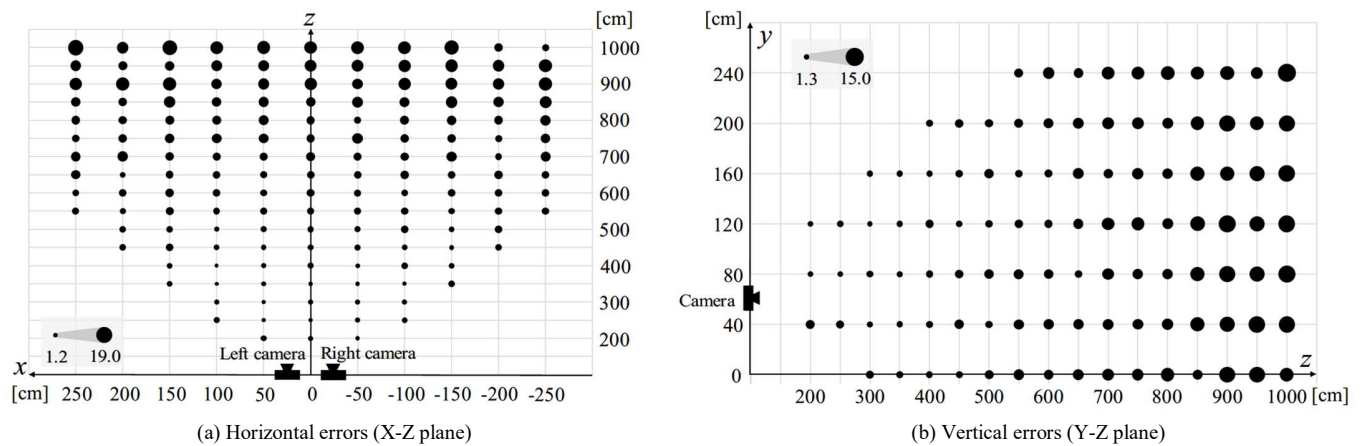 z
[cm]
1000
900
800
700
600
500
400
300
200
1.2
19.0
Left camera
Right camera
x
[cm]
250 200 150 100 50 0 -50 -100 -150 -200 -250
(a) Horizontal errors (X-Z plane)
[cm]
y
1.3
15.0
240
200
160
120
80
Camera
40
0
z
200 300 400 500 600 700 800 900 1000 [cm]
(b) Vertical errors (Y-Z plane)